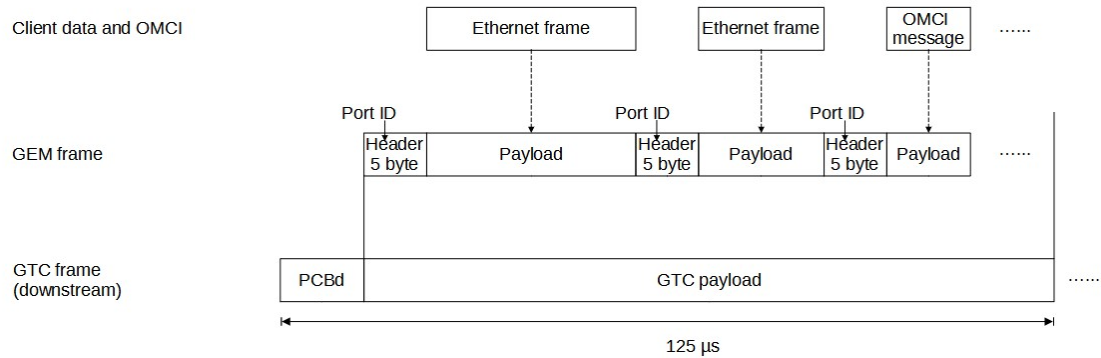 Client data and OMCI
Ethernet frame
Ethernet frame
OMCI
message
......
Port ID
Port ID
Port ID
GEM frame
Header
5 byte
Payload
Header
5 byte
Payload
Header
5 byte
Payload
......
GTC frame
(downstream)
PCBd
GTC payload
......
125 µs